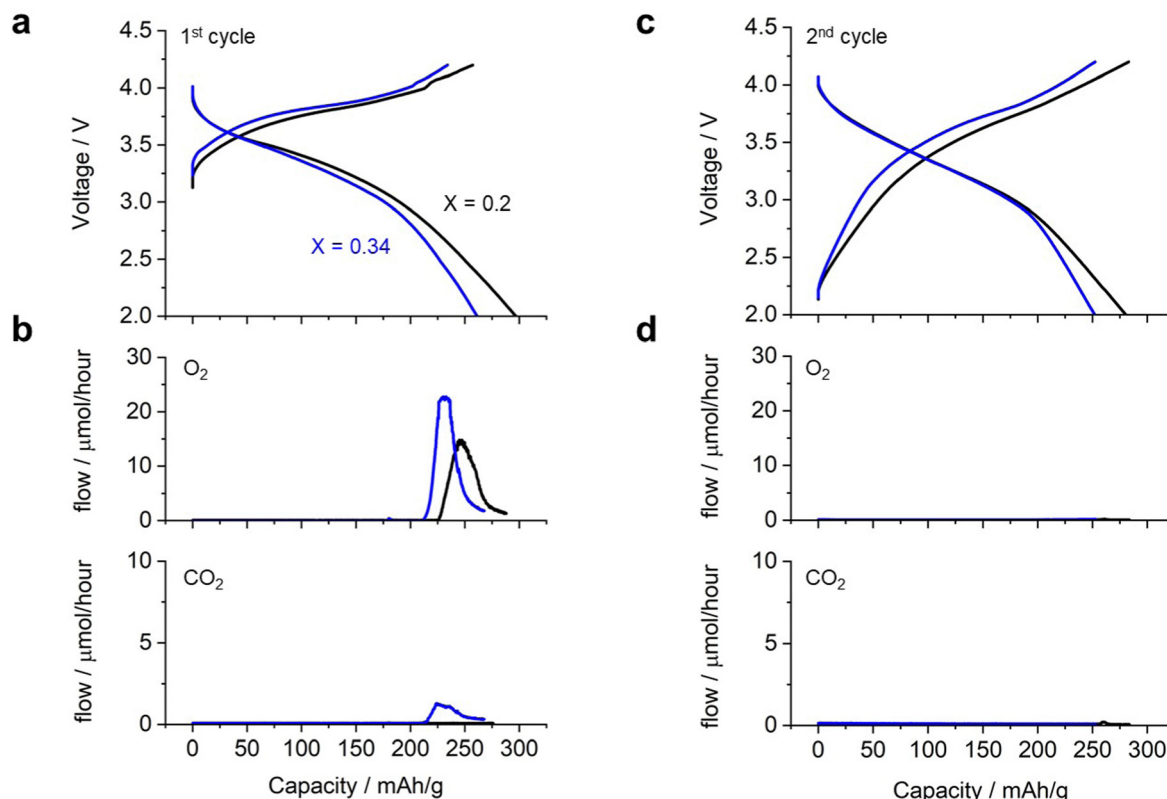 a
1st cycle
4.5
4.0
3.5
3.0
2.5
2.0
Voltage / V
X = 0.2
X = 0.34
b
O2
30
20
10
0
flow / μmol/hour
CO2
10
5
0
flow / μmol/hour
0 50 100 150 200 250 300
Capacity / mAh/g
c
2nd cycle
4.5
4.0
3.5
3.0
2.5
2.0
Voltage / V
d
O2
30
20
10
0
flow / μmol/hour
CO2
10
5
0
flow / μmol/hour
0 50 100 150 200 250 300
Capacity / mAh/g